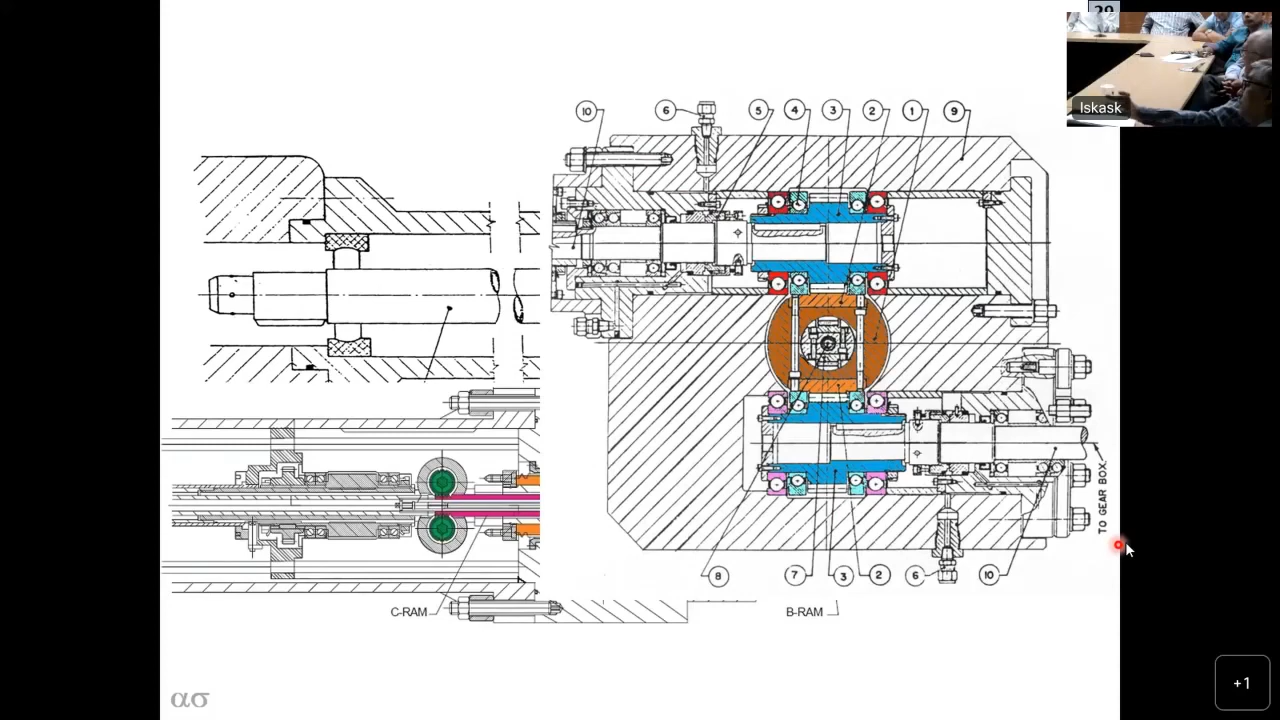 29
Iskask
10 6 5 4 3 2 1 9
TO GEAR BOX
8 7 3 2 6 10
C-RAM
B-RAM
ασ
+1